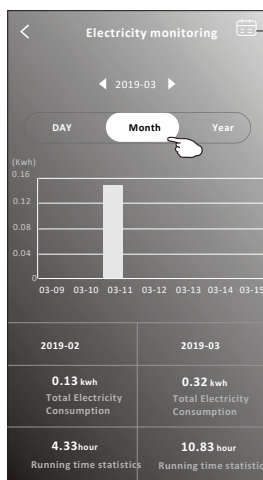 Electricity monitoring
2019-03
DAY Month Year
(Kwh)
0.16
0.12
0.08
0.04
0
03-09 03-10 03-11 03-12 03-13 03-14 03-15
2019-02 2019-03
0.13 kwh 0.32 kwh
Total Electricity Total Electricity
Consumption Consumption
4.33hour 10.83 hour
Running time statistics Running time statistic